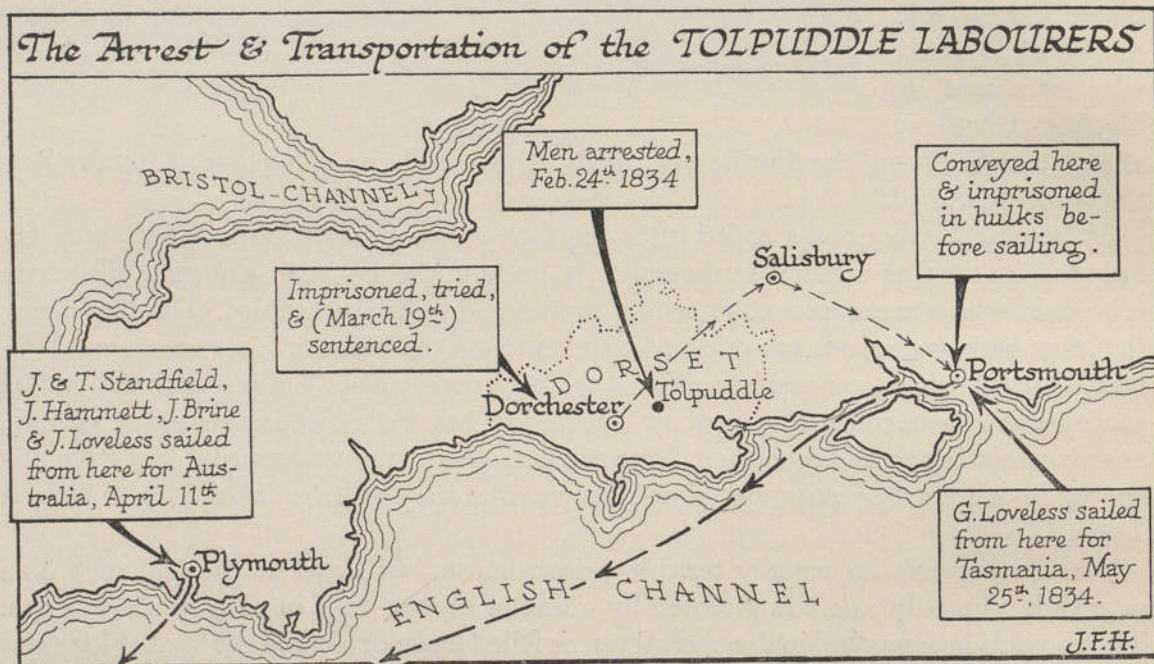 The Arrest & Transportation of the TOLPUDDLE LABOURERS
BRISTOL-CHANNEL
Men arrested,
Feb. 24th 1834
Conveyed here
& imprisoned
in hulks be-
fore sailing.
Salisbury
Imprisoned, tried,
& (March 19th)
sentenced.
DORSET
Portsmouth
Tolpuddle
Dorchester
J. & T. Standfield,
J. Hammett, J. Brine
& J. Loveless sailed
from here for Aus-
tralia, April 11th
G. Loveless sailed
from here for
Tasmania, May
25th, 1834.
Plymouth
ENGLISH CHANNEL
J.F.H.